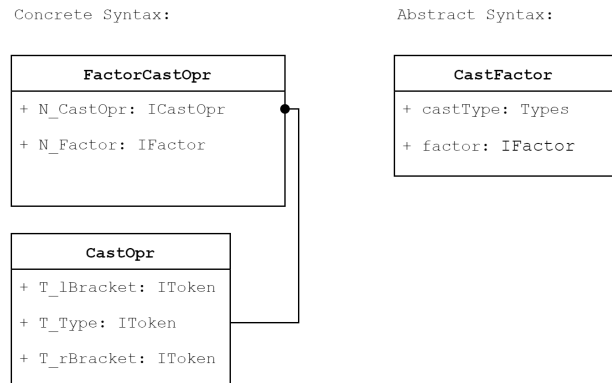 Concrete Syntax:
Abstract Syntax:
FactorCastOpr
+ N_CastOpr: ICastOpr
+ N_Factor: IFactor
CastFactor
+ castType: Types
+ factor: IFactor
CastOpr
+ T_lBracket: IToken
+ T_Type: IToken
+ T_rBracket: IToken